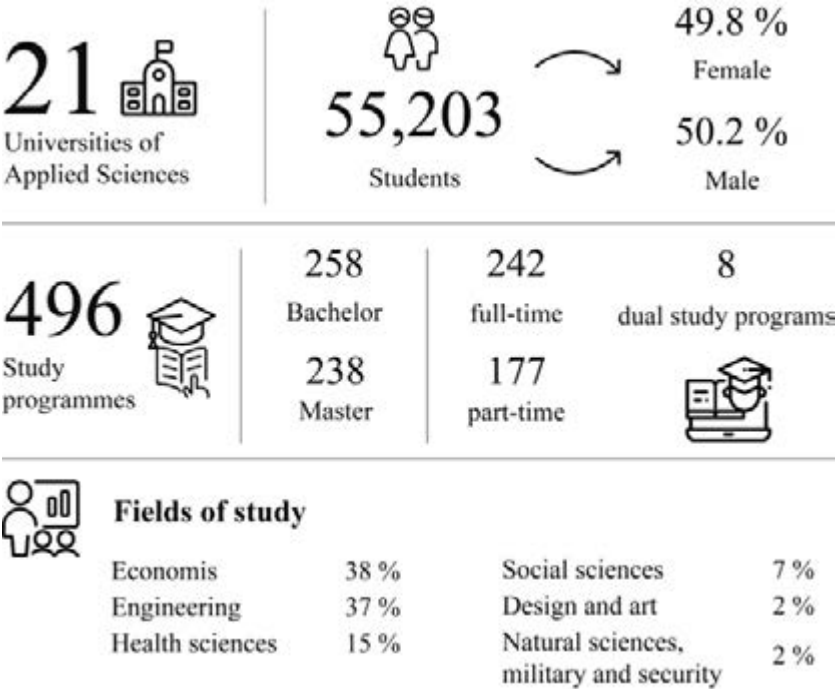 21
Universities of
Applied Sciences
55,203
Students
49.8 %
Female
50.2 %
Male
496
Study
programmes
258
Bachelor
238
Master
242
full-time
177
part-time
8
dual study programs
Fields of study
Economis 38 %
Engineering 37 %
Health sciences 15 %
Social sciences 7 %
Design and art 2 %
Natural sciences,
military and security 2 %